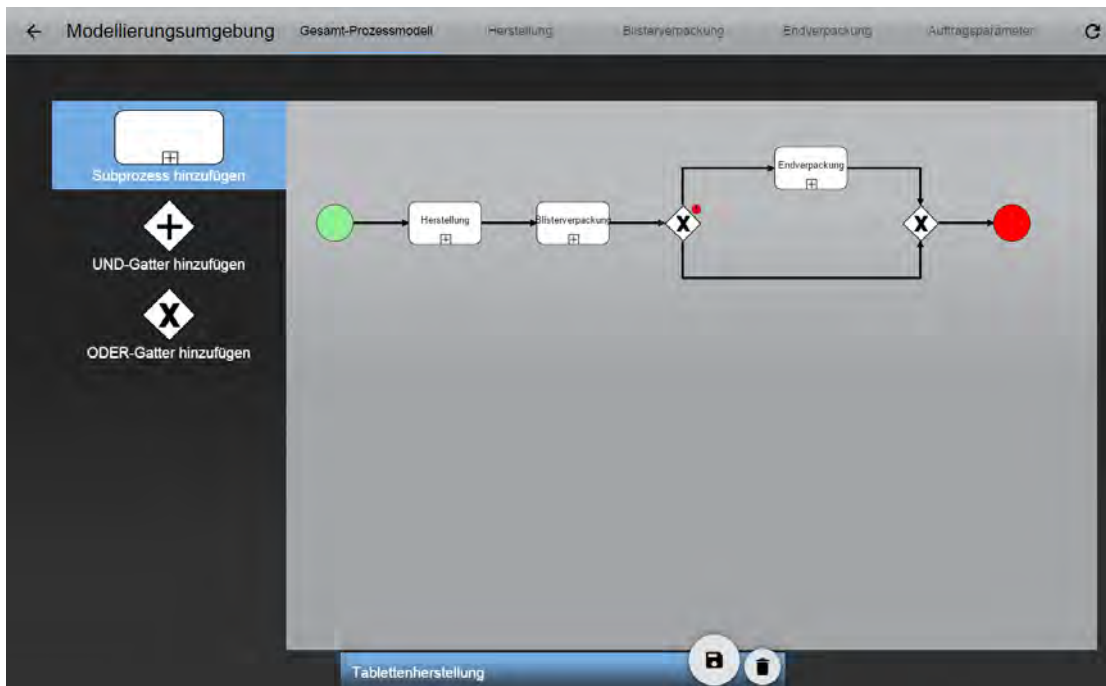 Modellierungsumgebung
Gesamt-Prozessmodell
Herstellung
Blisterverpackung
Endverpackung
Auftragsparameter
Subprozess hinzufügen
UND-Gatter hinzufügen
ODER-Gatter hinzufügen
Herstellung
Blisterverpackung
Endverpackung
Tablettenherstellung